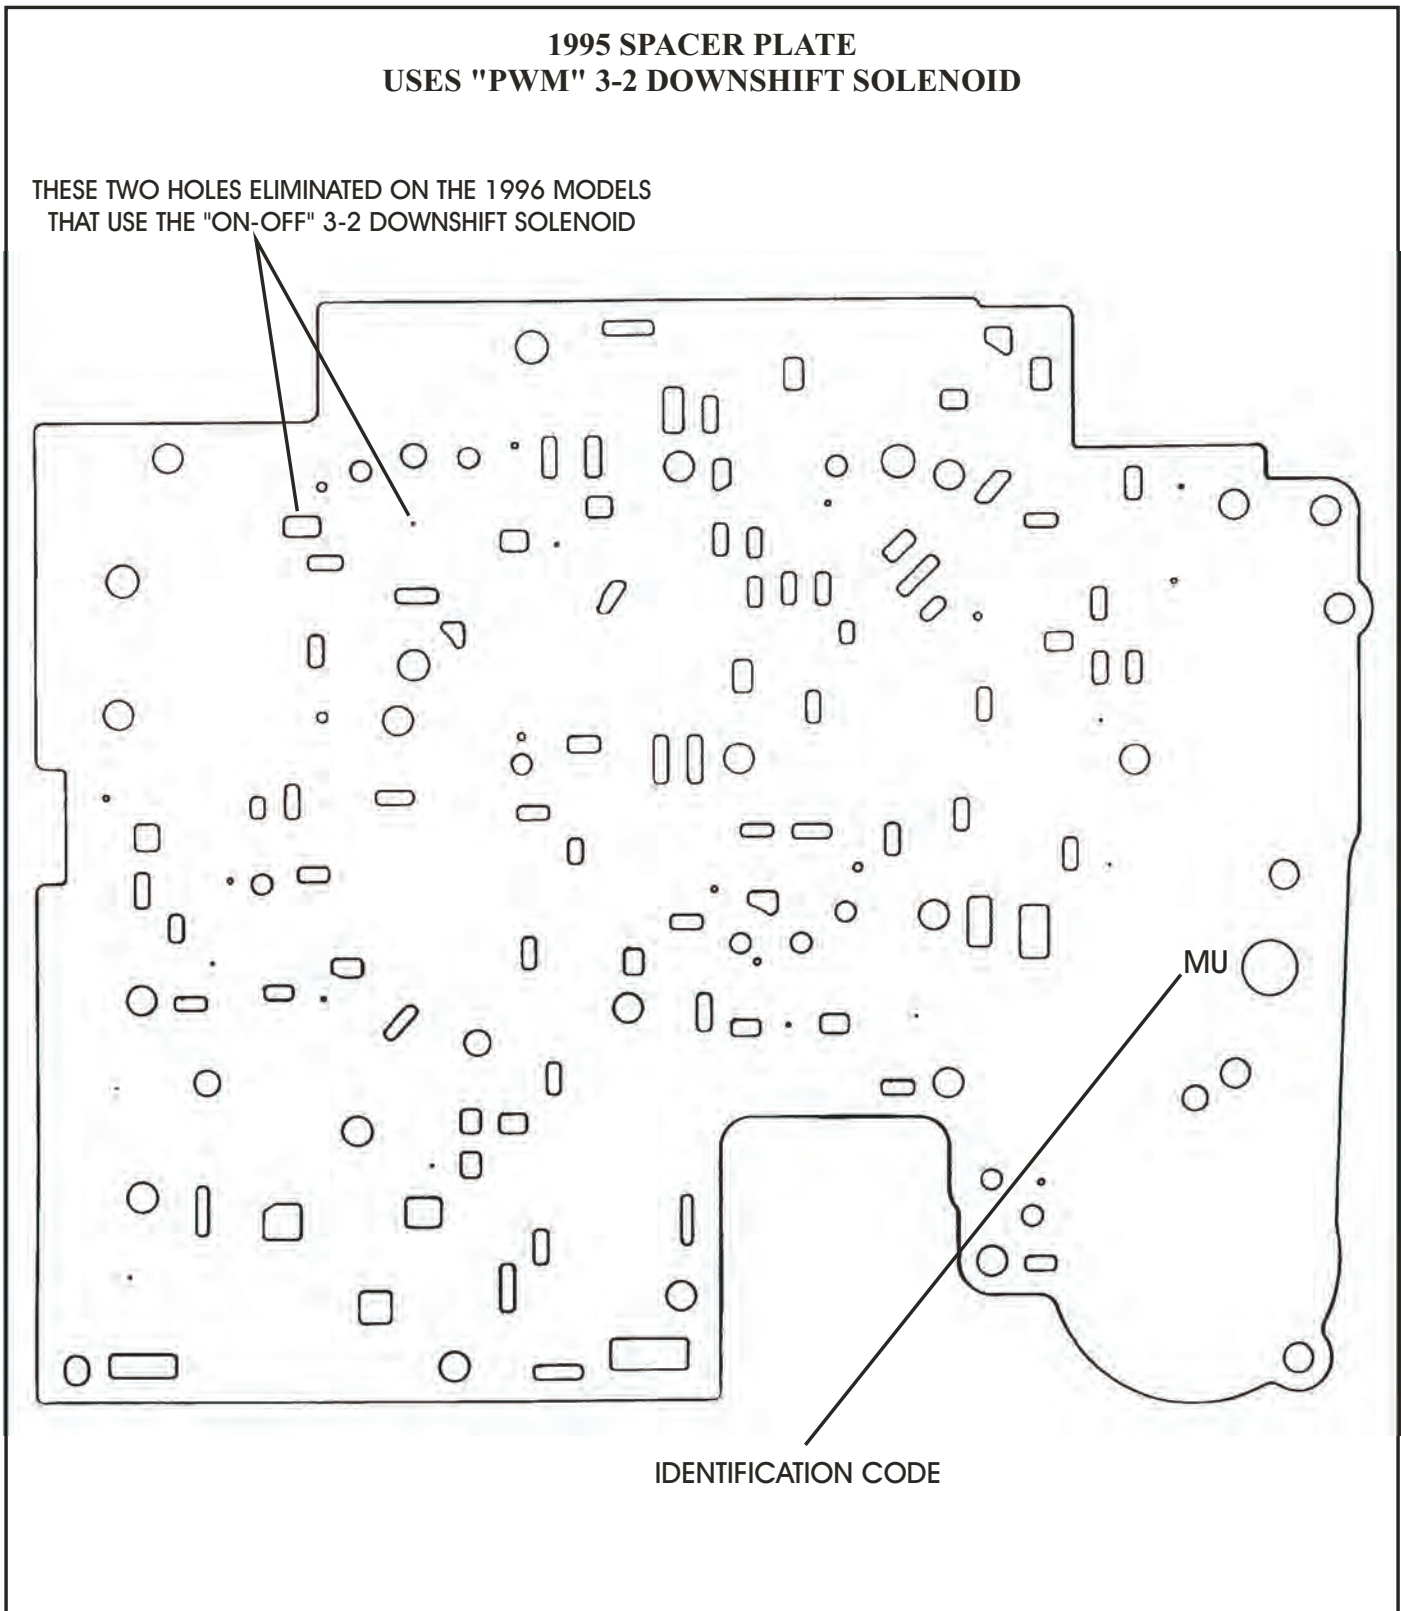 1995 SPACER PLATE
USES "PWM" 3-2 DOWNSHIFT SOLENOID
THESE TWO HOLES ELIMINATED ON THE 1996 MODELS
THAT USE THE "ON-OFF" 3-2 DOWNSHIFT SOLENOID
MU
IDENTIFICATION CODE